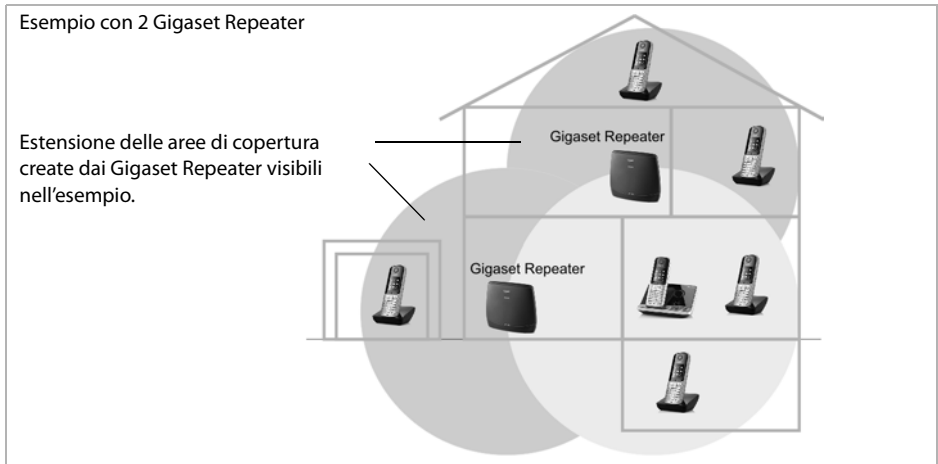 Esempio con 2 Gigaset Repeater
Estensione delle aree di copertura
create dai Gigaset Repeater visibili
nell'esempio.
Gigaset Repeater
Gigaset Repeater